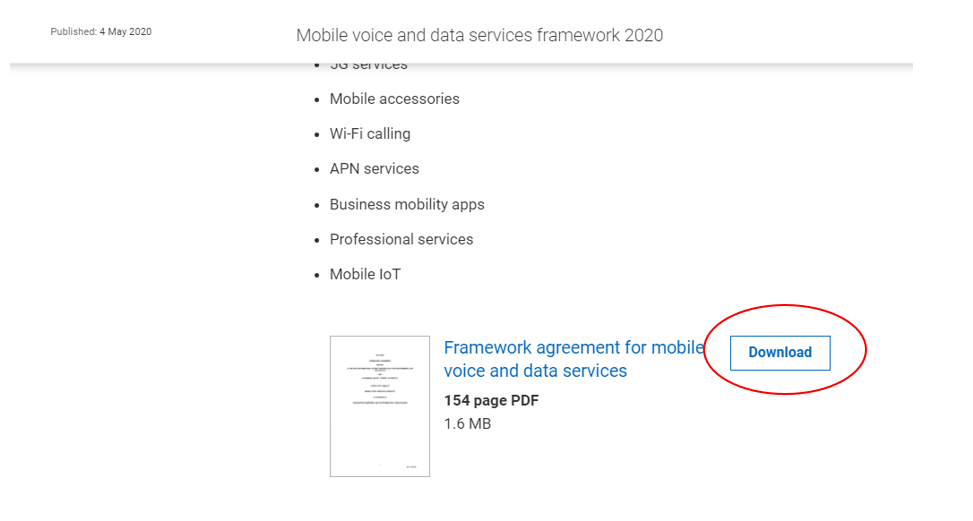 Published: 4 May 2020
Mobile voice and data services framework 2020
5G services
Mobile accessories
Wi-Fi calling
APN services
Business mobility apps
Professional services
Mobile IoT
Framework agreement for mobile
voice and data services
154 page PDF
1.6 MB
Download